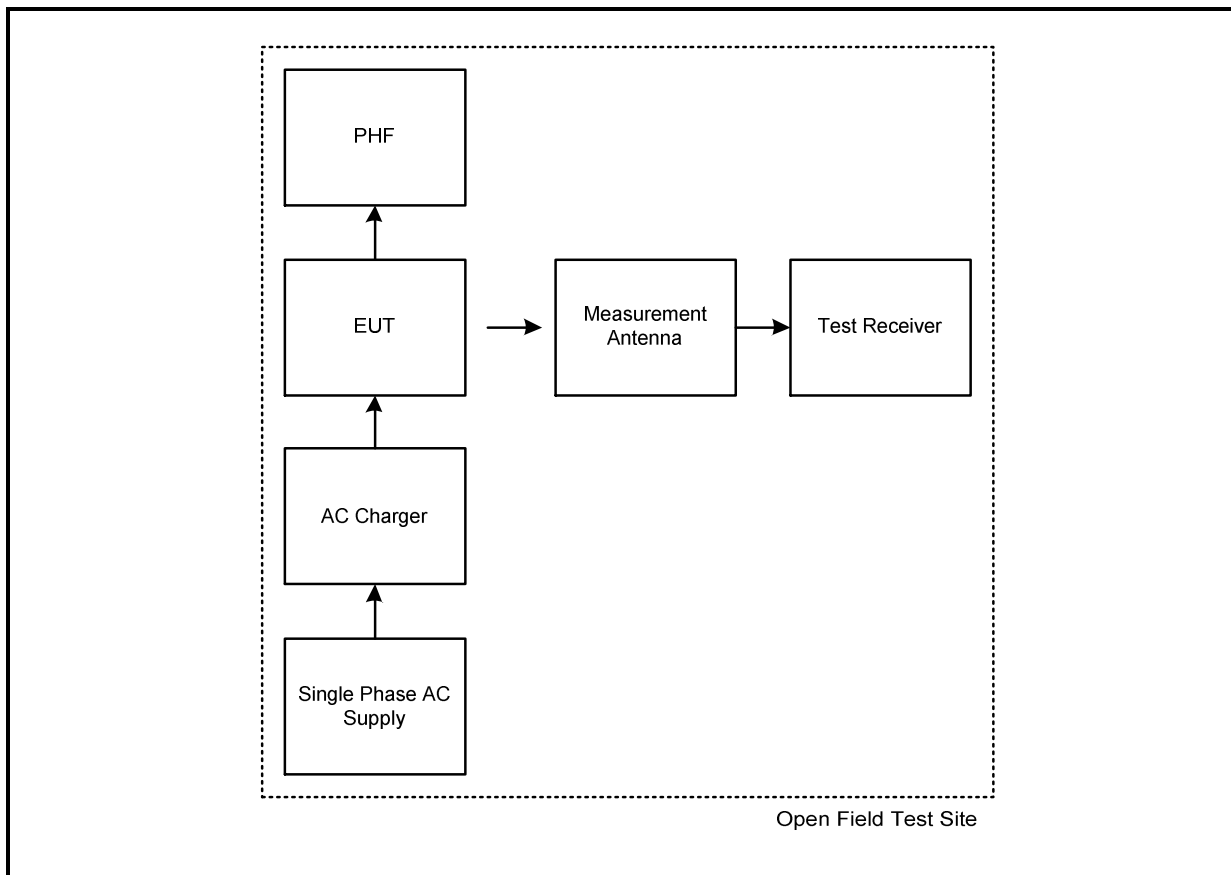 PHF
EUT
Measurement
Antenna
Test Receiver
AC Charger
Single Phase AC
Supply
Open Field Test Site